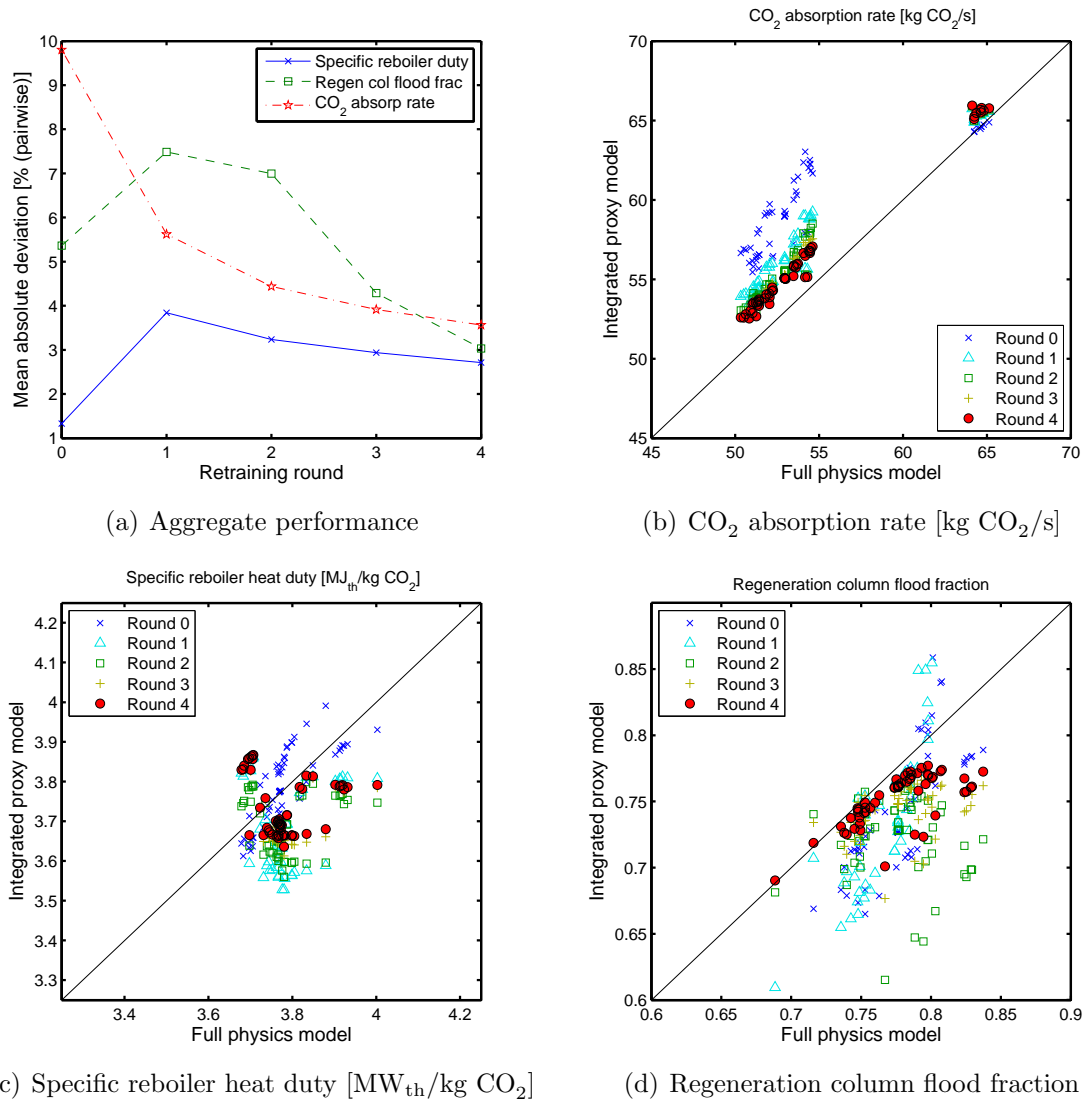 10
9
8
7
6
5
4
3
2
1
Mean absolute deviation [% (pairwise)]
Specific reboiler duty
Regen col flood frac
CO2 absorp rate
0 1 2 3 4
Retraining round
(a) Aggregate performance
CO2 absorption rate [kg CO2/s]
70
65
60
55
50
45
Integrated proxy model
Round 0
Round 1
Round 2
Round 3
Round 4
45 50 55 60 65 70
Full physics model
(b) CO2 absorption rate [kg CO2/s]
Specific reboiler heat duty [MJth/kg CO2]
4.2
4.1
4
3.9
3.8
3.7
3.6
3.5
3.4
3.3
Integrated proxy model
Round 0
Round 1
Round 2
Round 3
Round 4
3.4 3.6 3.8 4 4.2
Full physics model
c) Specific reboiler heat duty [MWth/kg CO2]
Regeneration column flood fraction
0.85
0.8
0.75
0.7
0.65
0.6
Integrated proxy model
Round 0
Round 1
Round 2
Round 3
Round 4
0.6 0.65 0.7 0.75 0.8 0.85 0.9
Full physics model
(d) Regeneration column flood fraction